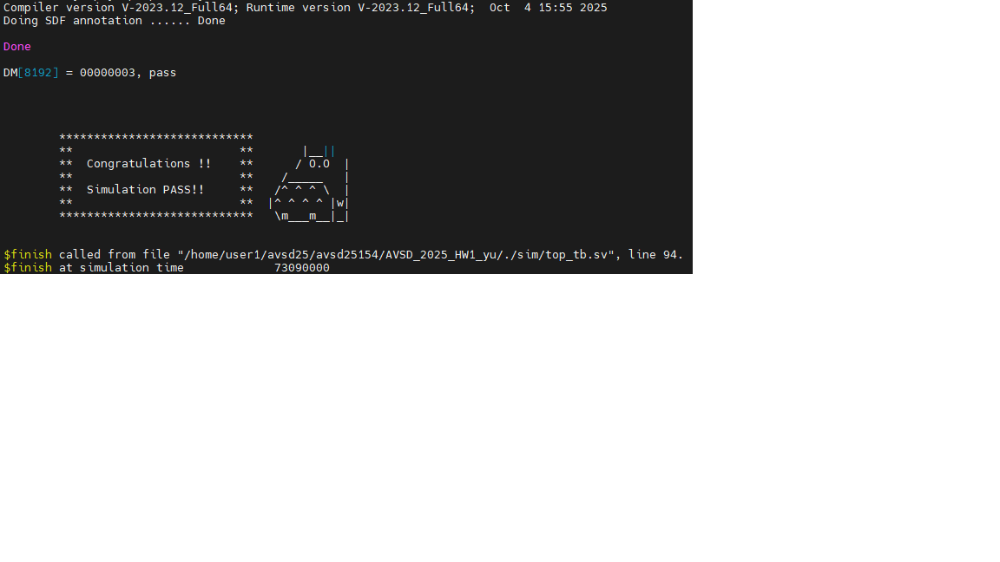 Compiler version V-2023.12_Full64; Runtime version V-2023.12_Full64;  Oct  4 15:55 2025
Doing SDF annotation ...... Done
Done
DM[8192] = 00000003, pass
        ****************************
        **                        **       |__||
        **  Congratulations !!    **      / O.O  |
        **                        **    /_____   |
        **  Simulation PASS!!     **   /^ ^ ^ \  |
        **                        **  |^ ^ ^ ^ |w|
        ****************************   \m___m__|_|
$finish called from file "/home/user1/avsd25/avsd25154/AVSD_2025_HW1_yu/./sim/top_tb.sv", line 94.
$finish at simulation time             73090000